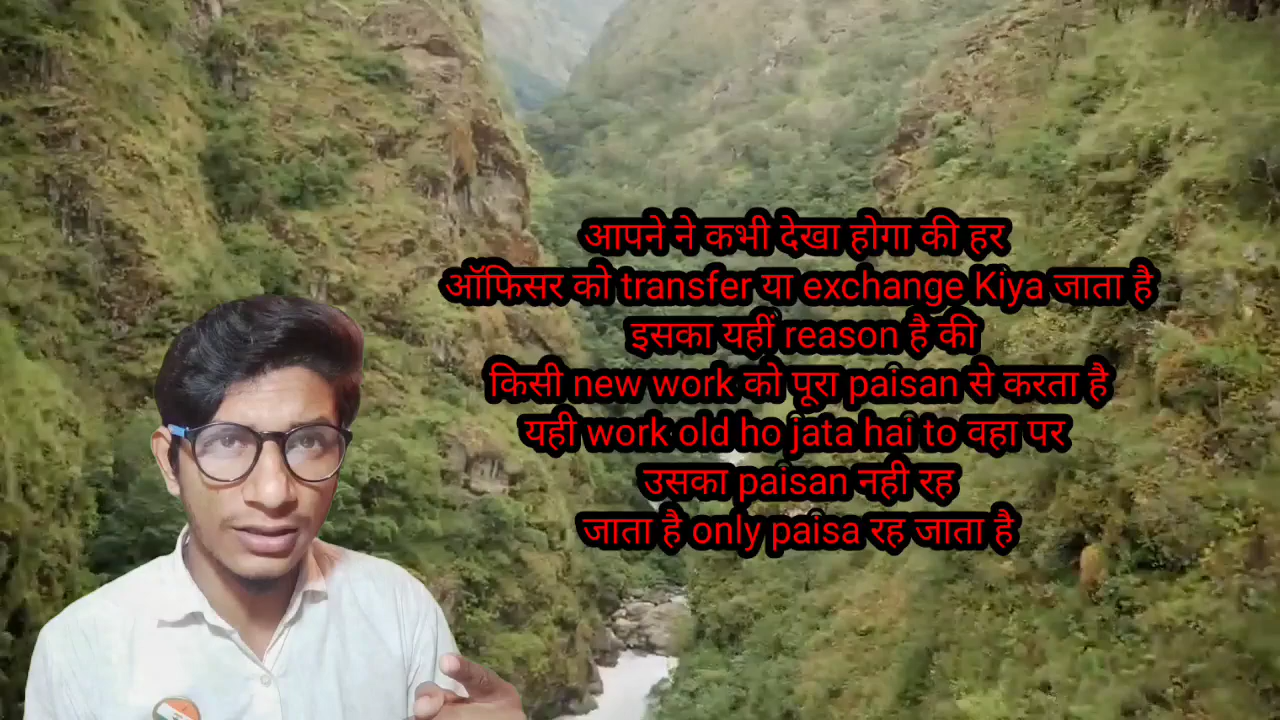 आपने ने कभी देखा होगा की हर
ऑफिसर को transfer या exchange Kiya जाता है
इसका यहीं reason है की
किसी new work को पूरा paisan से करता है
यही work old ho jata hai to वहा पर
उसका paisan नही रह
जाता है only paisa रह जाता है